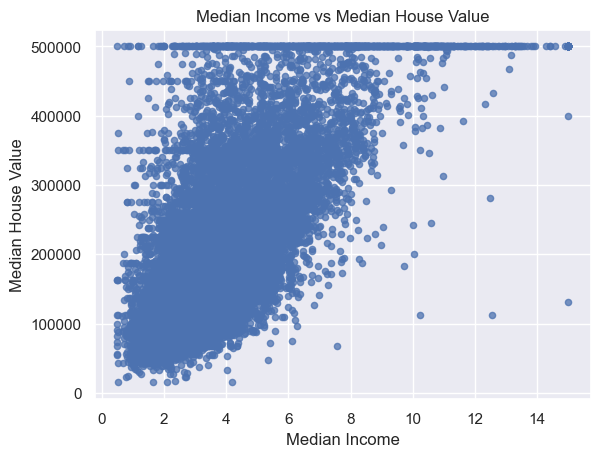 Median Income vs Median House Value
500000
400000
300000
200000
100000
0
Median House Value
0 2 4 6 8 10 12 14
Median Income